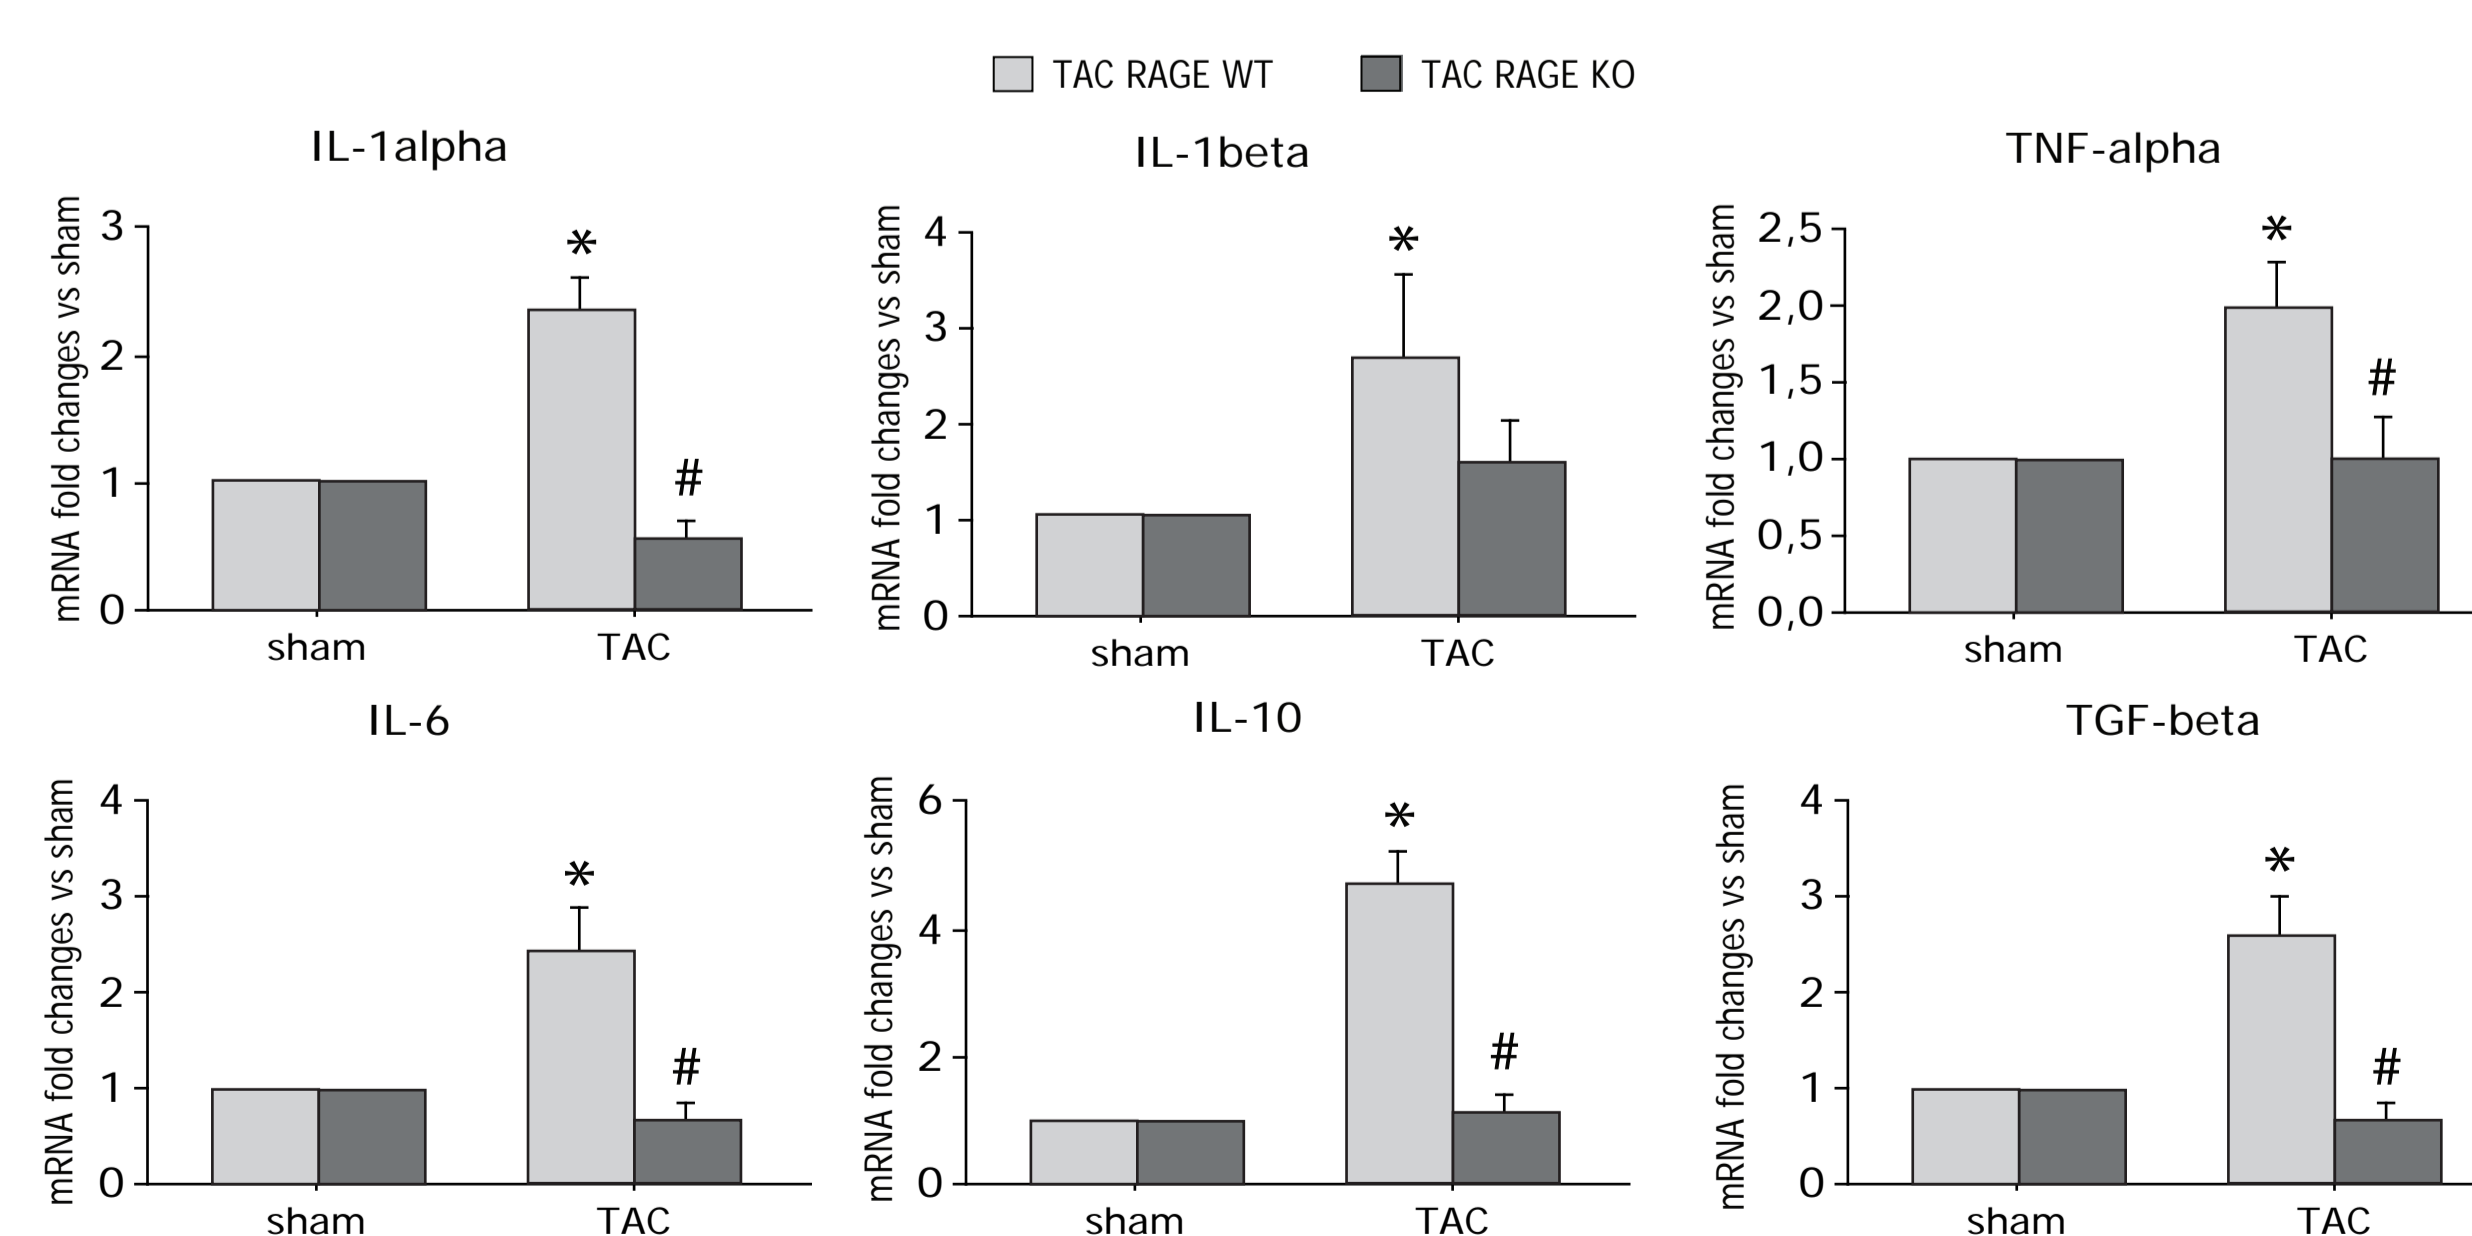 TAC RAGE WT
TAC RAGE KO
IL-1alpha
mRNA fold changes vs sham
3
2
1
0
*
#
sham
TAC
IL-1beta
mRNA fold changes vs sham
4
3
2
1
0
*
sham
TAC
TNF-alpha
mRNA fold changes vs sham
2,5
2,0
1,5
1,0
0,5
0,0
*
#
sham
TAC
IL-6
mRNA fold changes vs sham
4
3
2
1
0
*
#
sham
TAC
IL-10
mRNA fold changes vs sham
6
4
2
0
*
#
sham
TAC
TGF-beta
mRNA fold changes vs sham
4
3
2
1
0
*
#
sham
TAC